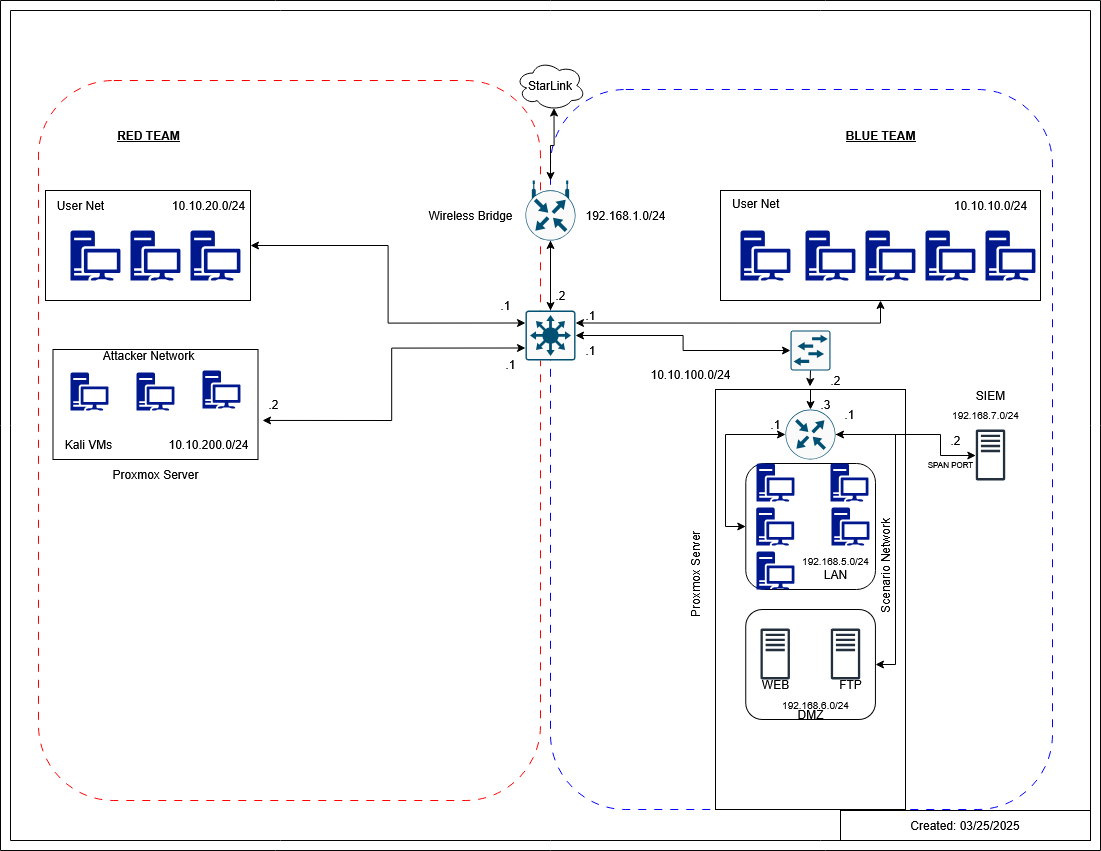 StarLink
RED TEAM
BLUE TEAM
User Net
10.10.20.0/24
Wireless Bridge
192.168.1.0/24
User Net
10.10.10.0/24
.1
.2
.1
.1
.1
Attacker Network
.2
Kali VMs
10.10.200.0/24
Proxmox Server
10.10.100.0/24
.2
.3
.1
.1
SIEM
192.168.7.0/24
.2
SPAN PORT
Proxmox Server
Scenario Network
192.168.5.0/24
LAN
WEB
FTP
192.168.6.0/24
DMZ
Created: 03/25/2025